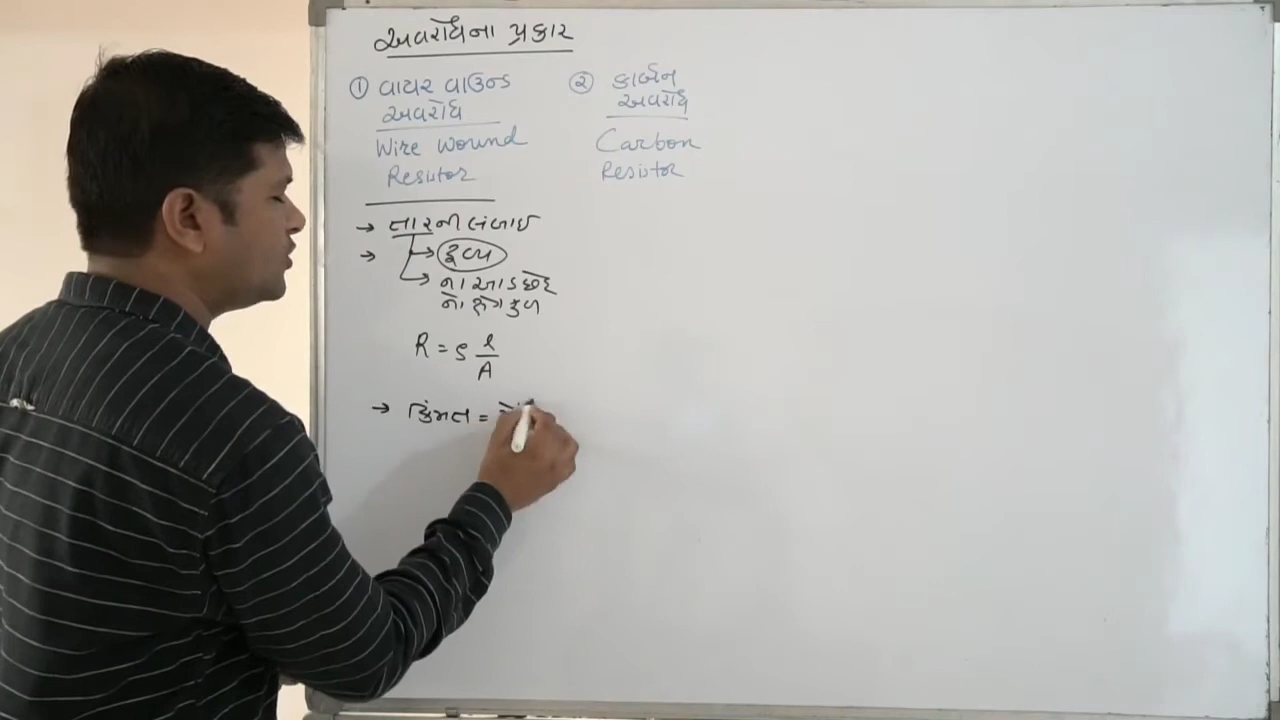 અવરોધના પ્રકાર
① વાયર વાઉન્ડ
અવરોધ
Wire Wound
Resistor
② કાર્બન
અવરોધ
Carbon
Resistor
→ તારની લંબાઈ
→ → દ્રવ્ય
→ ના આડછેદ
નો ક્ષેત્રફળ
R = ρ l/A
→ કિંમત =